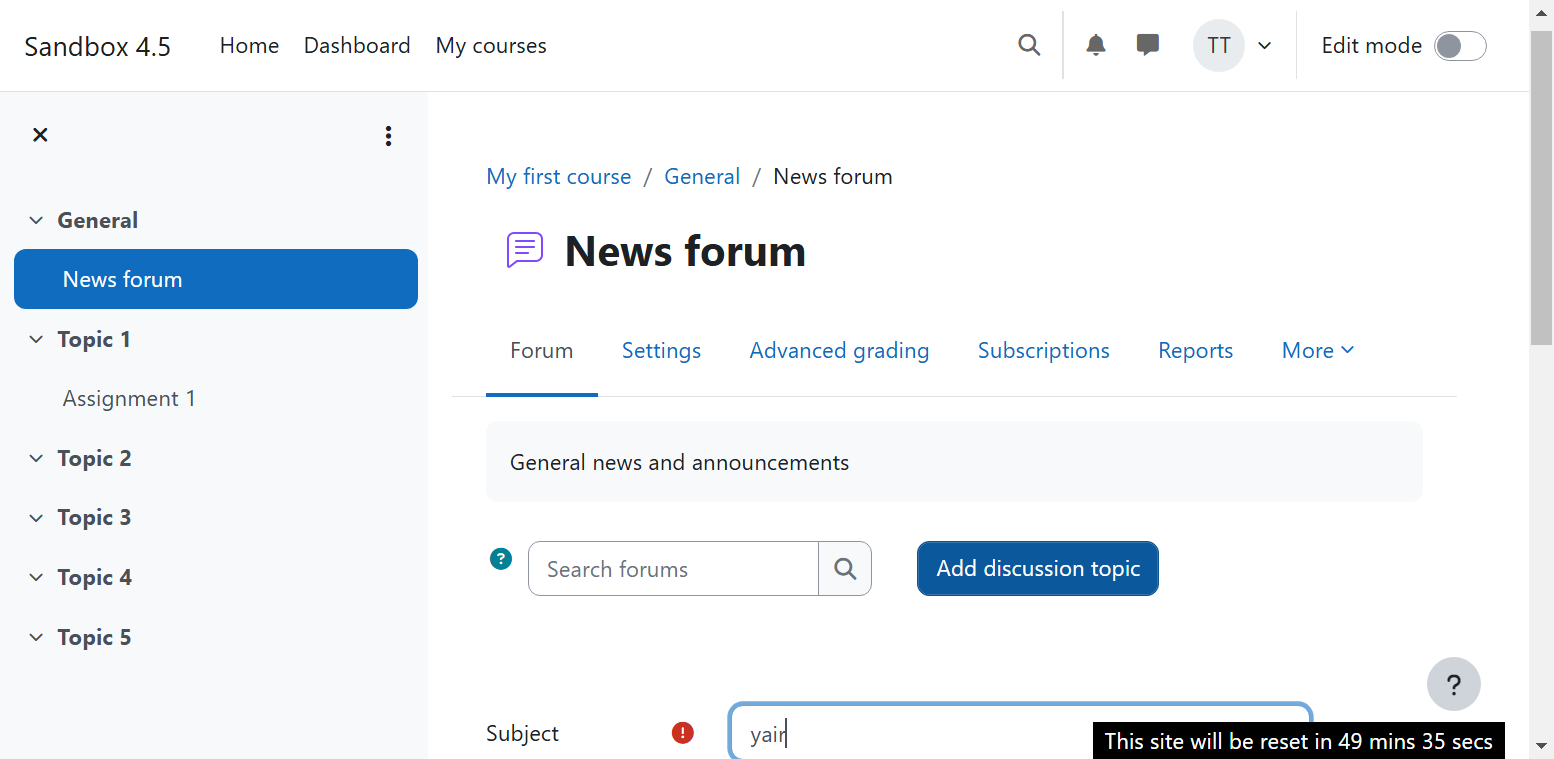 Sandbox 4.5 Home Dashboard My courses TT Edit mode
General
News forum
Topic 1
Assignment 1
Topic 2
Topic 3
Topic 4
Topic 5
My first course / General / News forum
News forum
Forum Settings Advanced grading Subscriptions Reports More
General news and announcements
? Search forums Add discussion topic
?
Subject ! yair
This site will be reset in 49 mins 35 secs